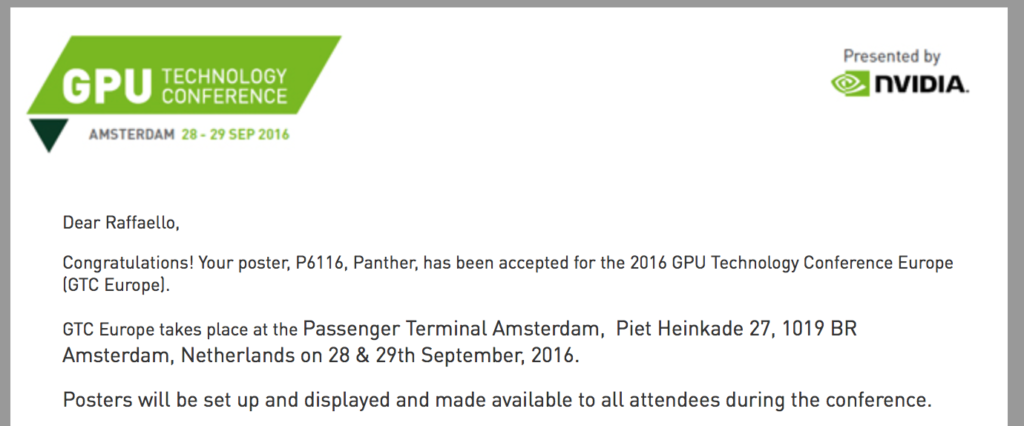 GPU TECHNOLOGY
CONFERENCE
AMSTERDAM 28 - 29 SEP 2016
Presented by
NVIDIA.
Dear Raffaello,
Congratulations! Your poster, P6116, Panther, has been accepted for the 2016 GPU Technology Conference Europe
(GTC Europe).
GTC Europe takes place at the Passenger Terminal Amsterdam,  Piet Heinkade 27, 1019 BR
Amsterdam, Netherlands on 28 & 29th September, 2016.
Posters will be set up and displayed and made available to all attendees during the conference.